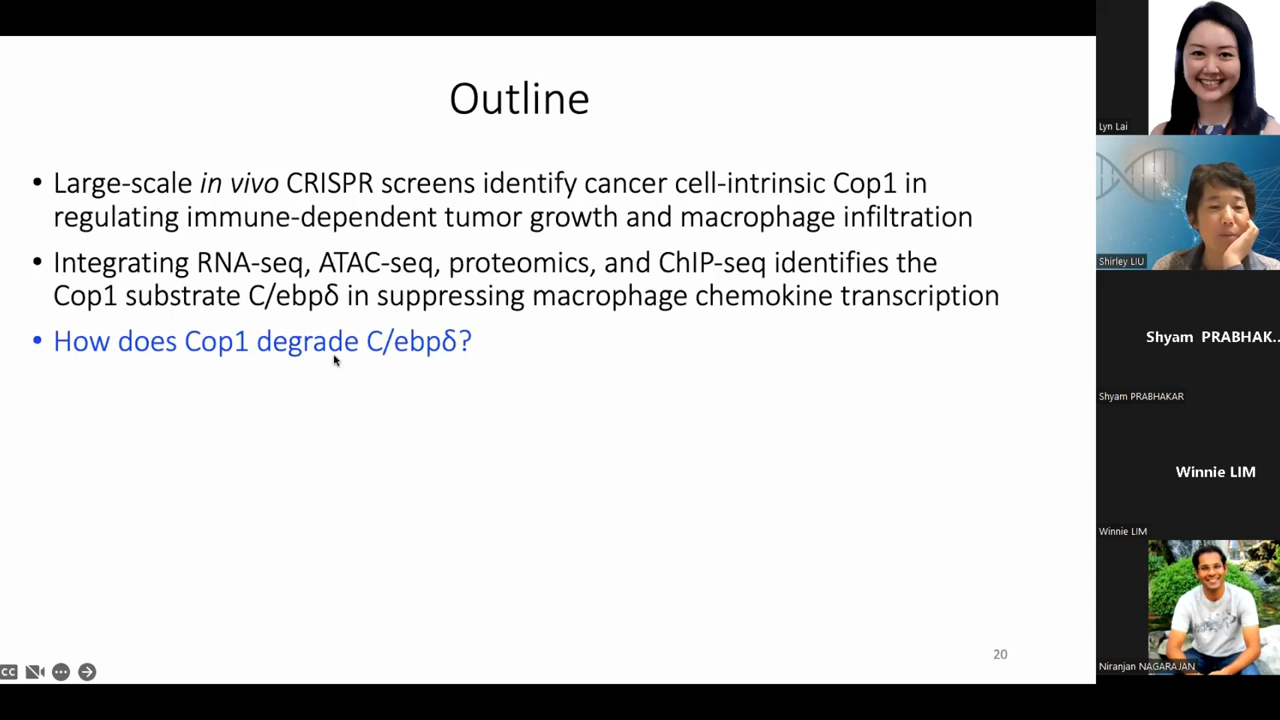 Outline
• Large-scale in vivo CRISPR screens identify cancer cell-intrinsic Cop1 in
regulating immune-dependent tumor growth and macrophage infiltration
• Integrating RNA-seq, ATAC-seq, proteomics, and ChIP-seq identifies the
Cop1 substrate C/ebpδ in suppressing macrophage chemokine transcription
• How does Cop1 degrade C/ebpδ?
20
CC
Lyn Lai
Shirley LIU
Shyam PRABHAK...
Shyam PRABHAKAR
Winnie LIM
Winnie LIM
Niranjan NAGARAJAN